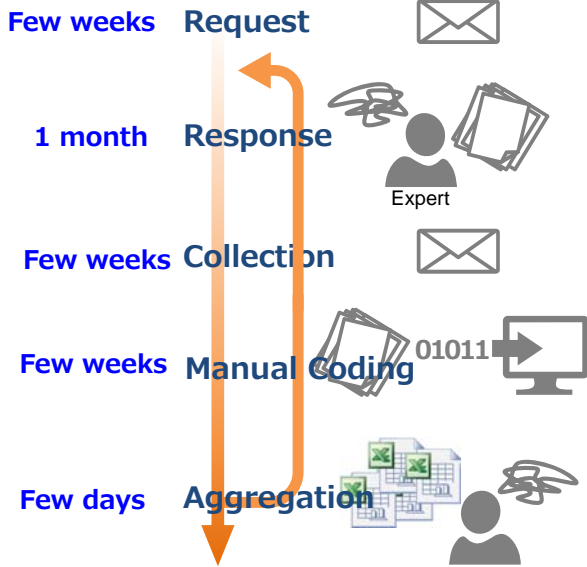 Few weeks Request
1 month Response
Expert
Few weeks Collection
Few weeks Manual Coding 01011
Few days Aggregation